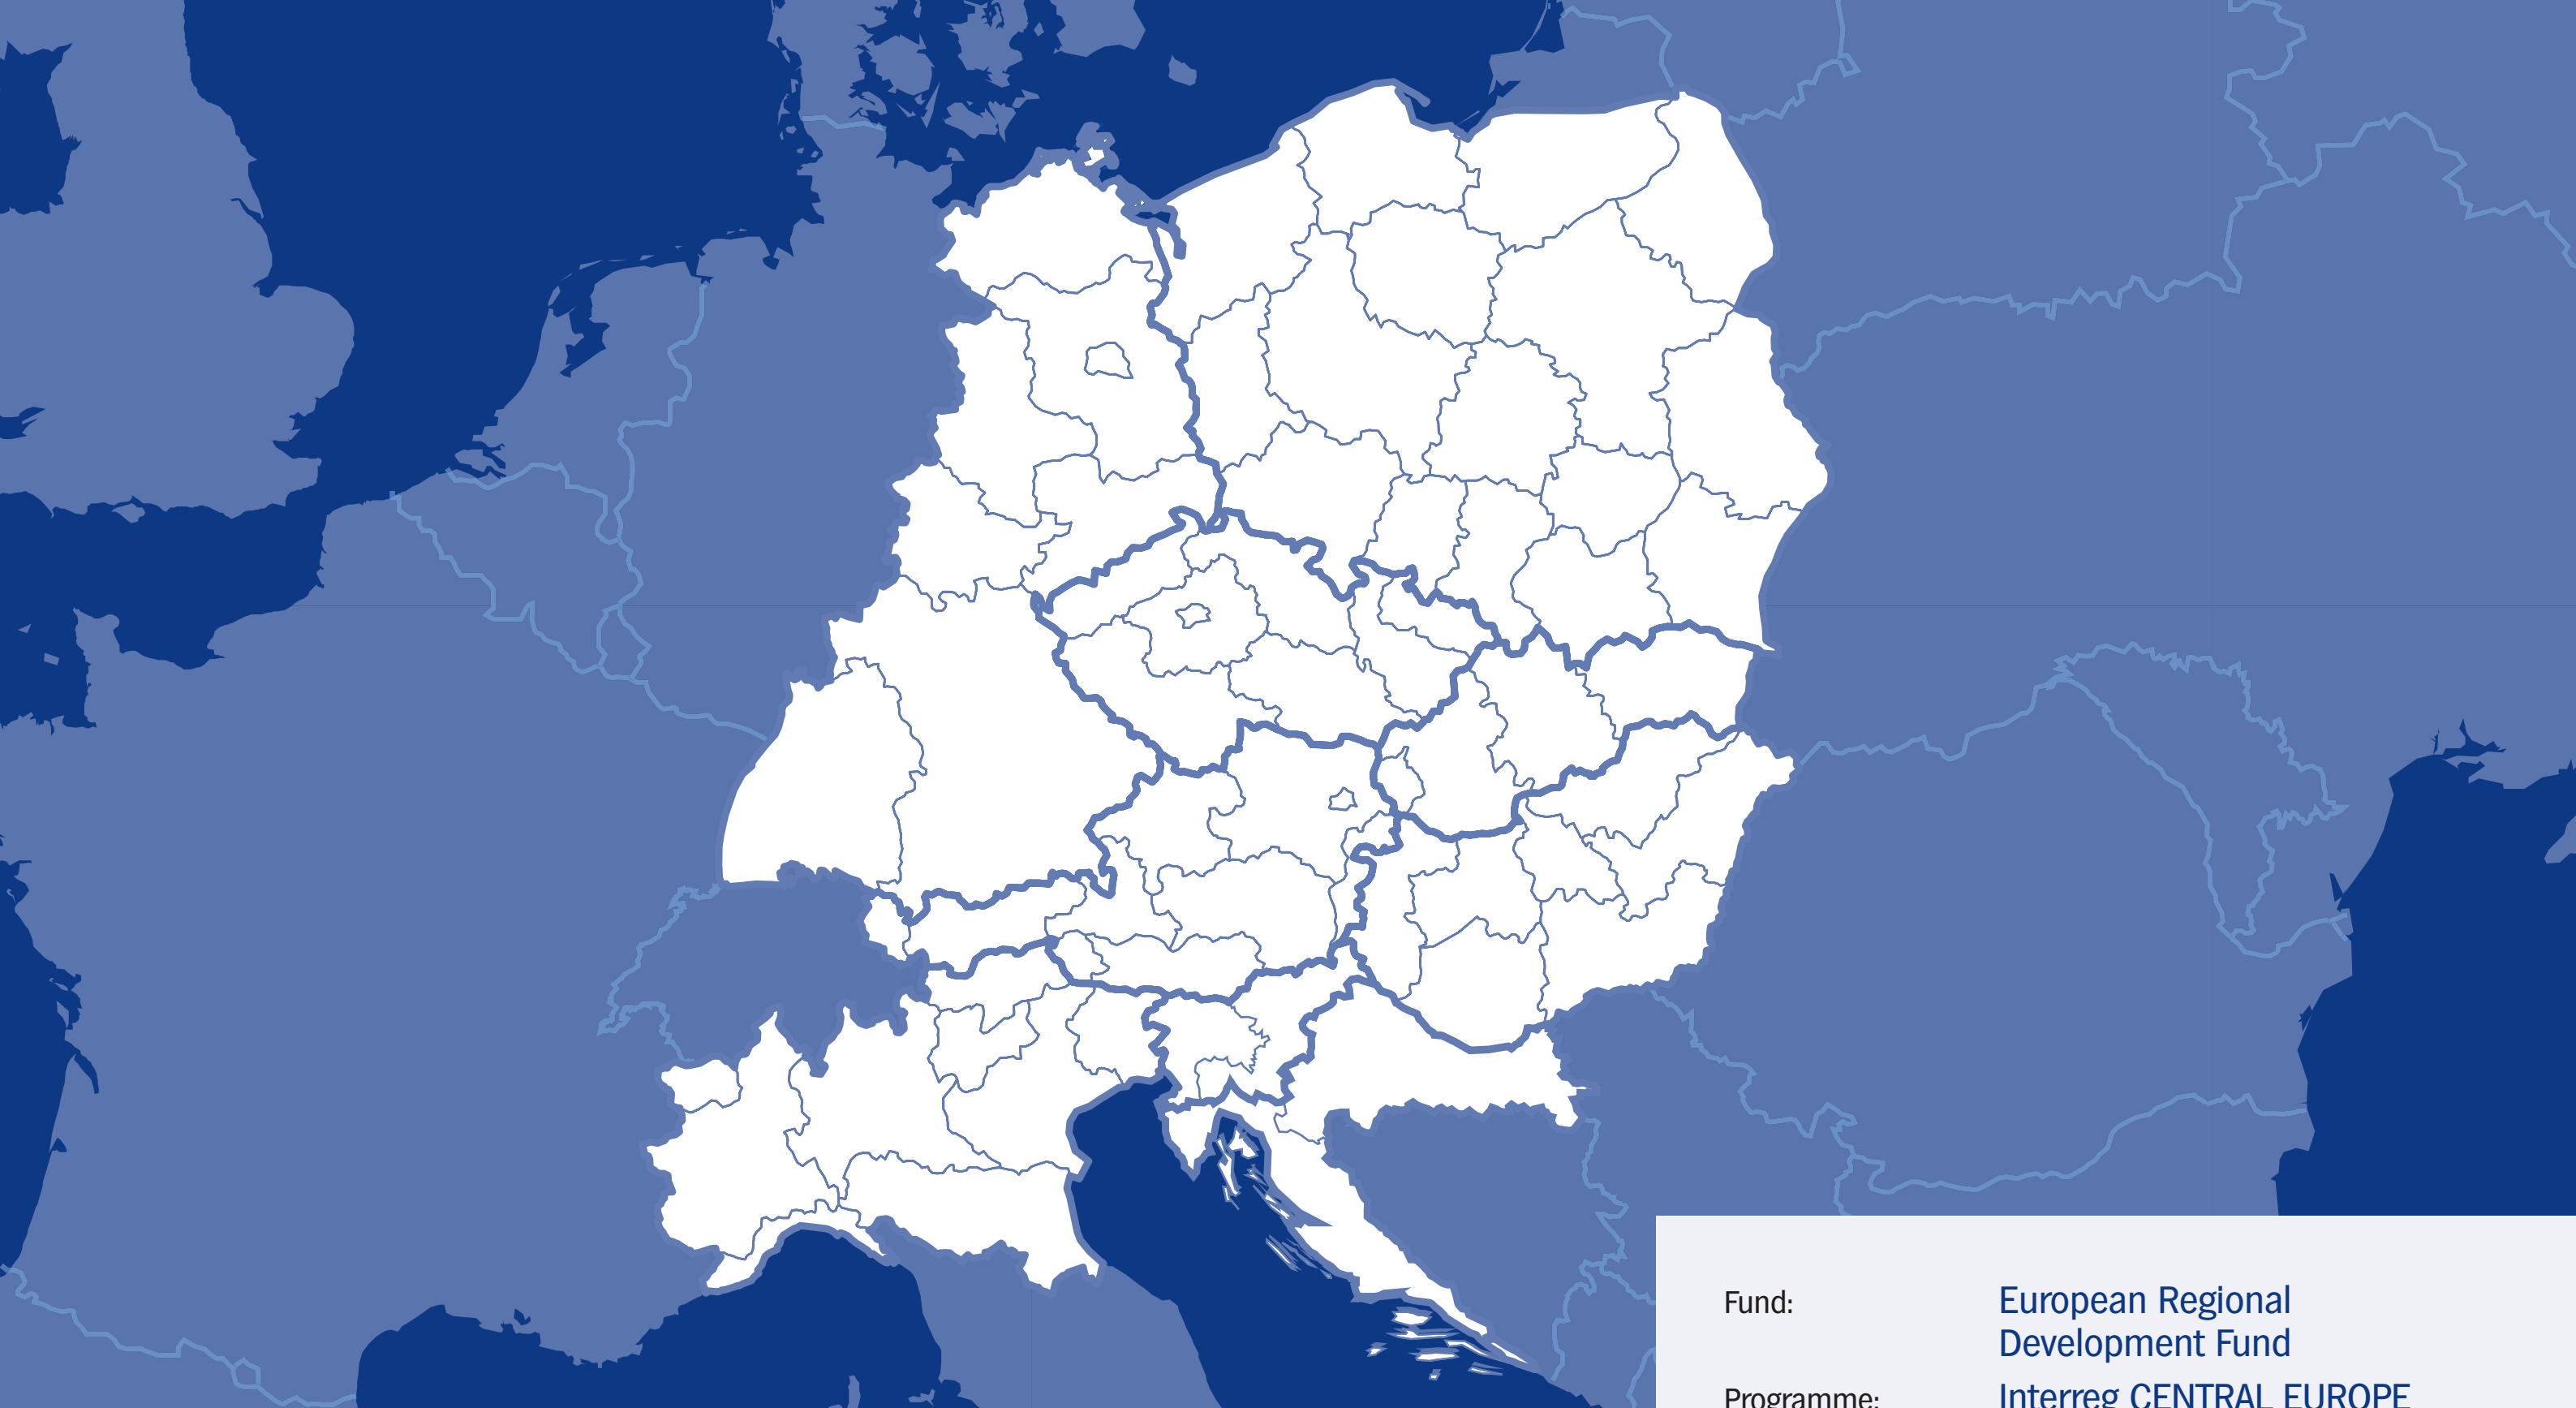 Fund: European Regional
Development Fund
Programme: Interreg CENTRAL EUROPE